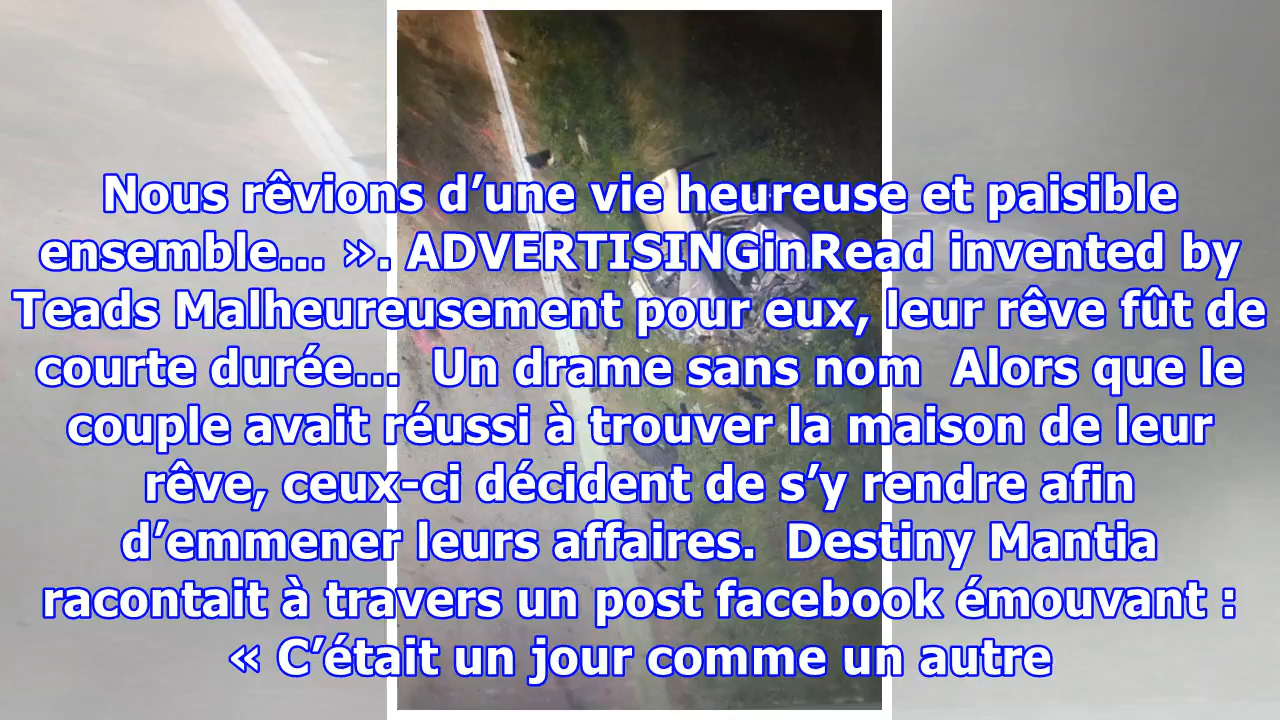 Nous rêvions d’une vie heureuse et paisible
ensemble... ». ADVERTISINGinRead invented by
Teads Malheureusement pour eux, leur rêve fût de
courte durée...  Un drame sans nom  Alors que le
couple avait réussi à trouver la maison de leur
rêve, ceux-ci décident de s’y rendre afin
d’emmener leurs affaires.  Destiny Mantia
racontait à travers un post facebook émouvant :
« C’était un jour comme un autre